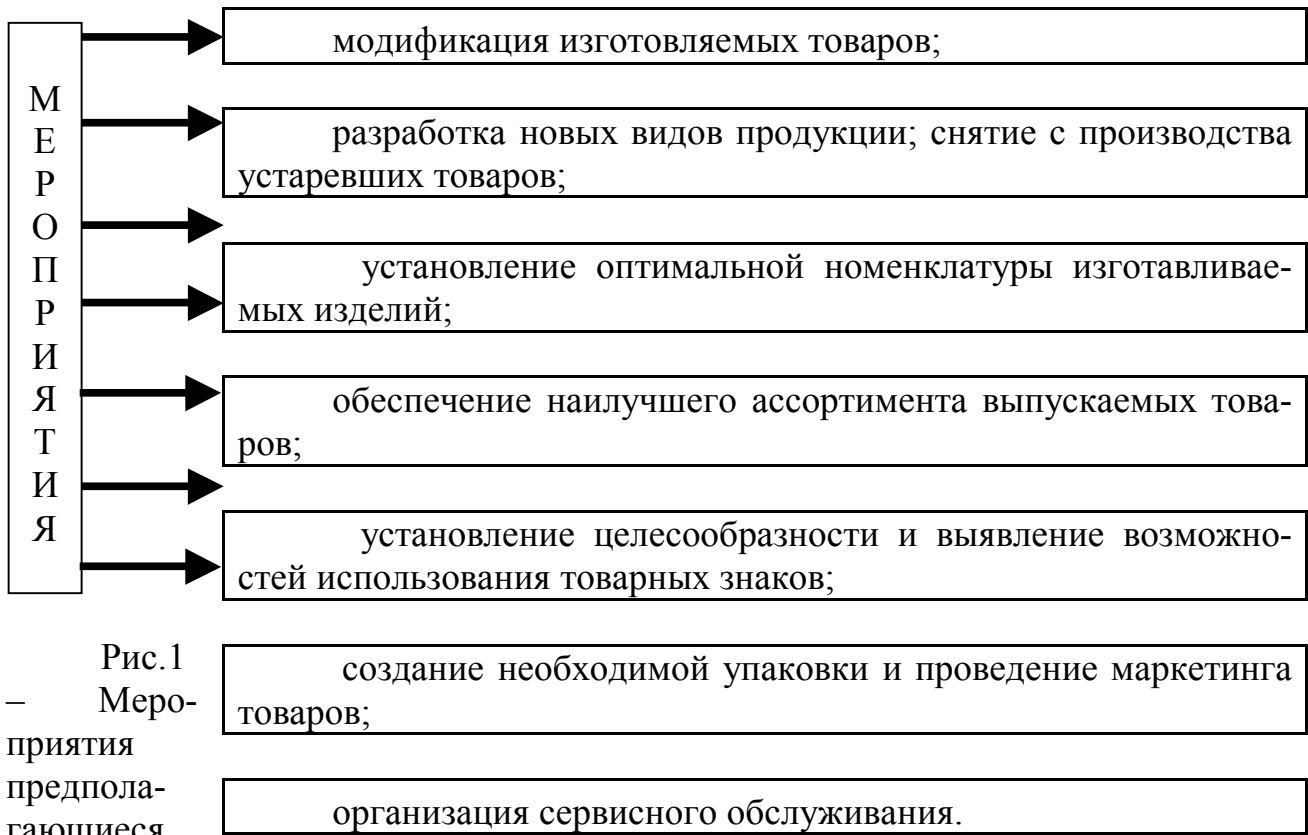 МЕРОПРИЯТИЯ
модификация изготовляемых товаров;
разработка новых видов продукции; снятие с производства
устаревших товаров;
установление оптимальной номенклатуры изготавливае-
мых изделий;
обеспечение наилучшего ассортимента выпускаемых това-
ров;
установление целесообразности и выявление возможно-
стей использования товарных знаков;
Рис.1
– Меро-
приятия
предпола-
гающиеся
создание необходимой упаковки и проведение маркетинга
товаров;
организация сервисного обслуживания.